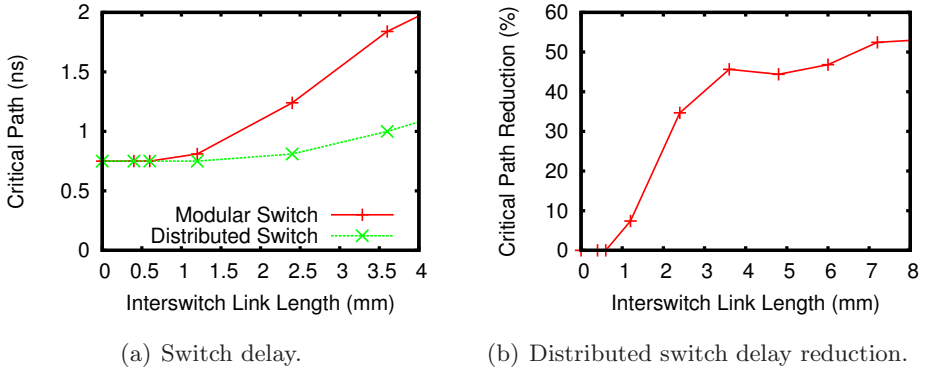 Critical Path (ns)
2
1.5
1
0.5
0
Modular Switch
Distributed Switch
0 0.5 1 1.5 2 2.5 3 3.5 4
Interswitch Link Length (mm)
(a) Switch delay.
Critical Path Reduction (%)
60
50
40
30
20
10
0
0 1 2 3 4 5 6 7 8
Interswitch Link Length (mm)
(b) Distributed switch delay reduction.